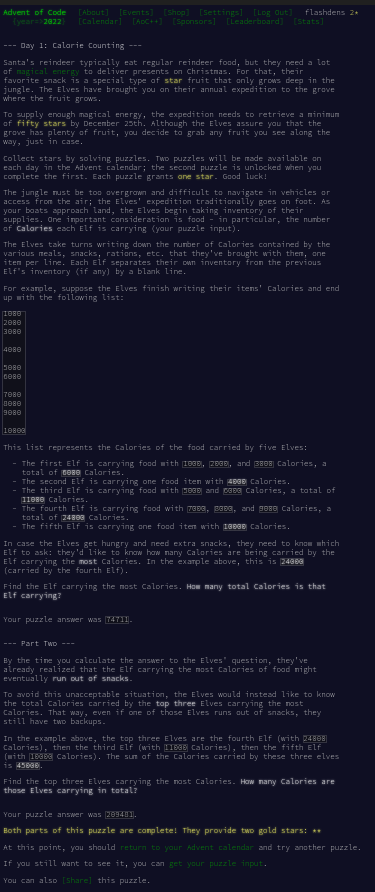 Advent of Code [About] [Events] [Shop] [Settings] [Log Out] flashdens 2*
{year=>2022} [Calendar] [AoC++] [Sponsors] [Leaderboard] [Stats]
--- Day 1: Calorie Counting ---
Santa's reindeer typically eat regular reindeer food, but they need a lot
of magical energy to deliver presents on Christmas. For that, their
favorite snack is a special type of star fruit that only grows deep in the
jungle. The Elves have brought you on their annual expedition to the grove
where the fruit grows.
To supply enough magical energy, the expedition needs to retrieve a minimum
of fifty stars by December 25th. Although the Elves assure you that the
grove has plenty of fruit, you decide to grab any fruit you see along the
way, just in case.
Collect stars by solving puzzles. Two puzzles will be made available on
each day in the Advent calendar; the second puzzle is unlocked when you
complete the first. Each puzzle grants one star. Good luck!
The jungle must be too overgrown and difficult to navigate in vehicles or
access from the air; the Elves' expedition traditionally goes on foot. As
your boats approach land, the Elves begin taking inventory of their
supplies. One important consideration is food - in particular, the number
of Calories each Elf is carrying (your puzzle input).
The Elves take turns writing down the number of Calories contained by the
various meals, snacks, rations, etc. that they've brought with them, one
item per line. Each Elf separates their own inventory from the previous
Elf's inventory (if any) by a blank line.
For example, suppose the Elves finish writing their items' Calories and end
up with the following list:
1000
2000
3000
4000
5000
6000
7000
8000
9000
10000
This list represents the Calories of the food carried by five Elves:
- The first Elf is carrying food with 1000, 2000, and 3000 Calories, a
total of 6000 Calories.
- The second Elf is carrying one food item with 4000 Calories.
- The third Elf is carrying food with 5000 and 6000 Calories, a total of
11000 Calories.
- The fourth Elf is carrying food with 7000, 8000, and 9000 Calories, a
total of 24000 Calories.
- The fifth Elf is carrying one food item with 10000 Calories.
In case the Elves get hungry and need extra snacks, they need to know which
Elf to ask: they'd like to know how many Calories are being carried by the
Elf carrying the most Calories. In the example above, this is 24000
(carried by the fourth Elf).
Find the Elf carrying the most Calories. How many total Calories is that
Elf carrying?
Your puzzle answer was 74711.
--- Part Two ---
By the time you calculate the answer to the Elves' question, they've
already realized that the Elf carrying the most Calories of food might
eventually run out of snacks.
To avoid this unacceptable situation, the Elves would instead like to know
the total Calories carried by the top three Elves carrying the most
Calories. That way, even if one of those Elves runs out of snacks, they
still have two backups.
In the example above, the top three Elves are the fourth Elf (with 24000
Calories), then the third Elf (with 11000 Calories), then the fifth Elf
(with 10000 Calories). The sum of the Calories carried by these three elves
is 45000.
Find the top three Elves carrying the most Calories. How many Calories are
those Elves carrying in total?
Your puzzle answer was 209481.
Both parts of this puzzle are complete! They provide two gold stars: **
At this point, you should return to your Advent calendar and try another puzzle.
If you still want to see it, you can get your puzzle input.
You can also [Share] this puzzle.